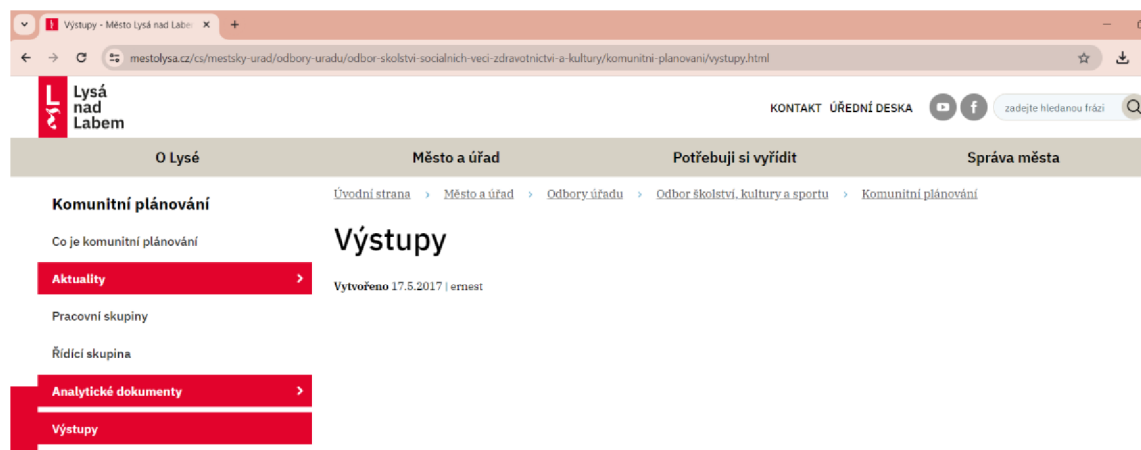 Výstupy - Město Lysá nad Labem
mestolysa.cz/cs/mestsky-urad/odbory-uradu/odbor-skolstvi-socialnich-veci-zdravotnictvi-a-kultury/komunitni-planovani/vystupy.html
Lysá
nad
Labem
KONTAKT ÚŘEDNÍ DESKA
zadejte hledanou frázi
O Lysé Město a úřad Potřebuji si vyřídit Správa města
Úvodní strana › Město a úřad › Odbory úřadu › Odbor školství, kultury a sportu › Komunitní plánování
Komunitní plánování
Co je komunitní plánování
Aktuality
Pracovní skupiny
Řídící skupina
Analytické dokumenty
Výstupy
Výstupy
Vytvořeno 17.5.2017 | ernest